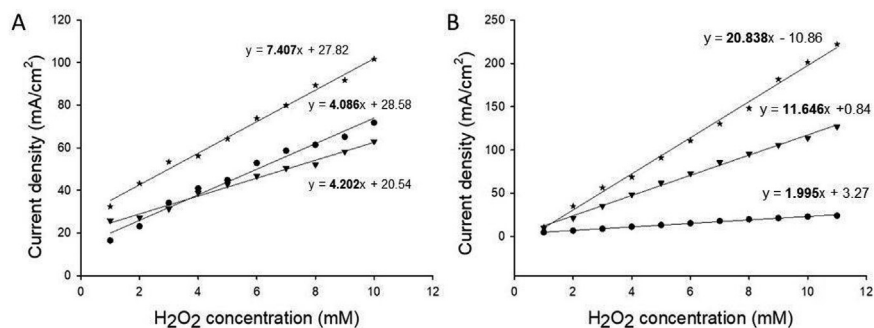 A
Current density (mA/cm²)
120
100
80
60
40
20
0
y = 7.407x + 27.82
y = 4.086x + 28.58
y = 4.202x + 20.54
0 2 4 6 8 10 12
H₂O₂ concentration (mM)
B
Current density (mA/cm²)
250
200
150
100
50
0
y = 20.838x - 10.86
y = 11.646x +0.84
y = 1.995x + 3.27
0 2 4 6 8 10 12
H₂O₂ concentration (mM)